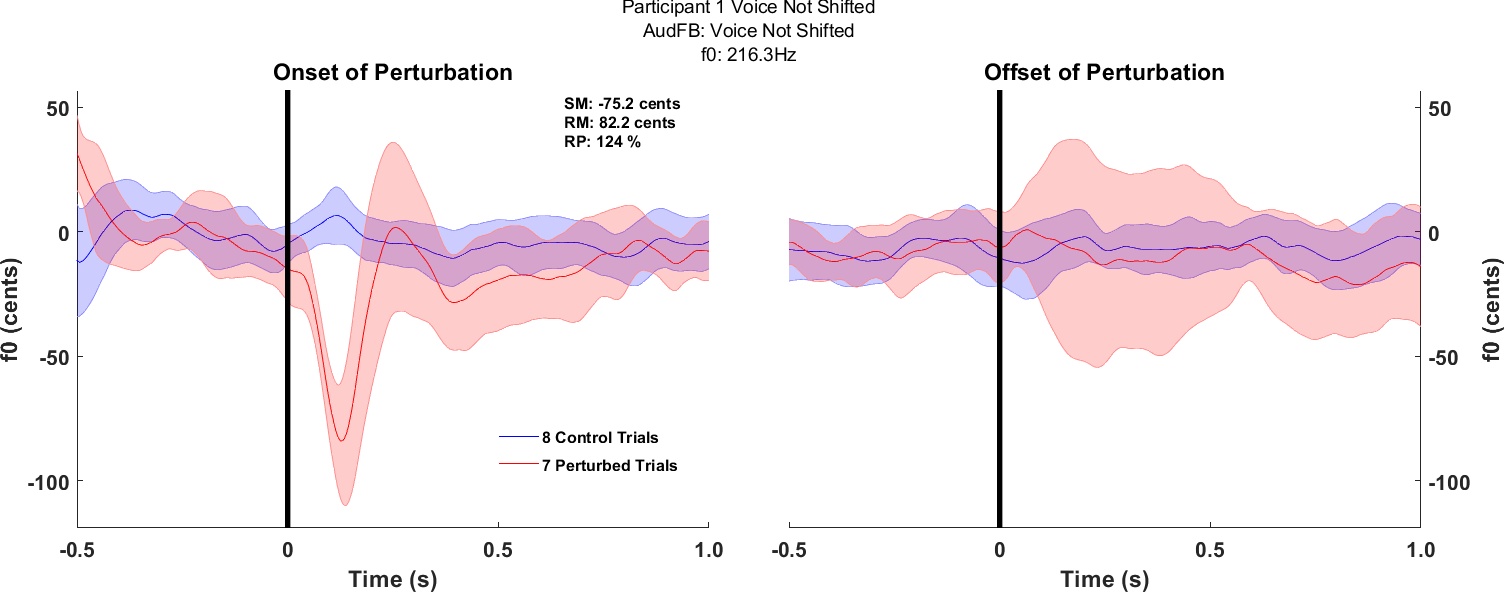 Participant 1 Voice Not Shifted
AudFB: Voice Not Shifted
f0: 216.3Hz
Onset of Perturbation
Offset of Perturbation
SM: -75.2 cents
RM: 82.2 cents
RP: 124 %
50
0
-50
-100
f0 (cents)
8 Control Trials
7 Perturbed Trials
-0.5
0
0.5
1.0
Time (s)
50
0
-50
-100
f0 (cents)
-0.5
0
0.5
1.0
Time (s)